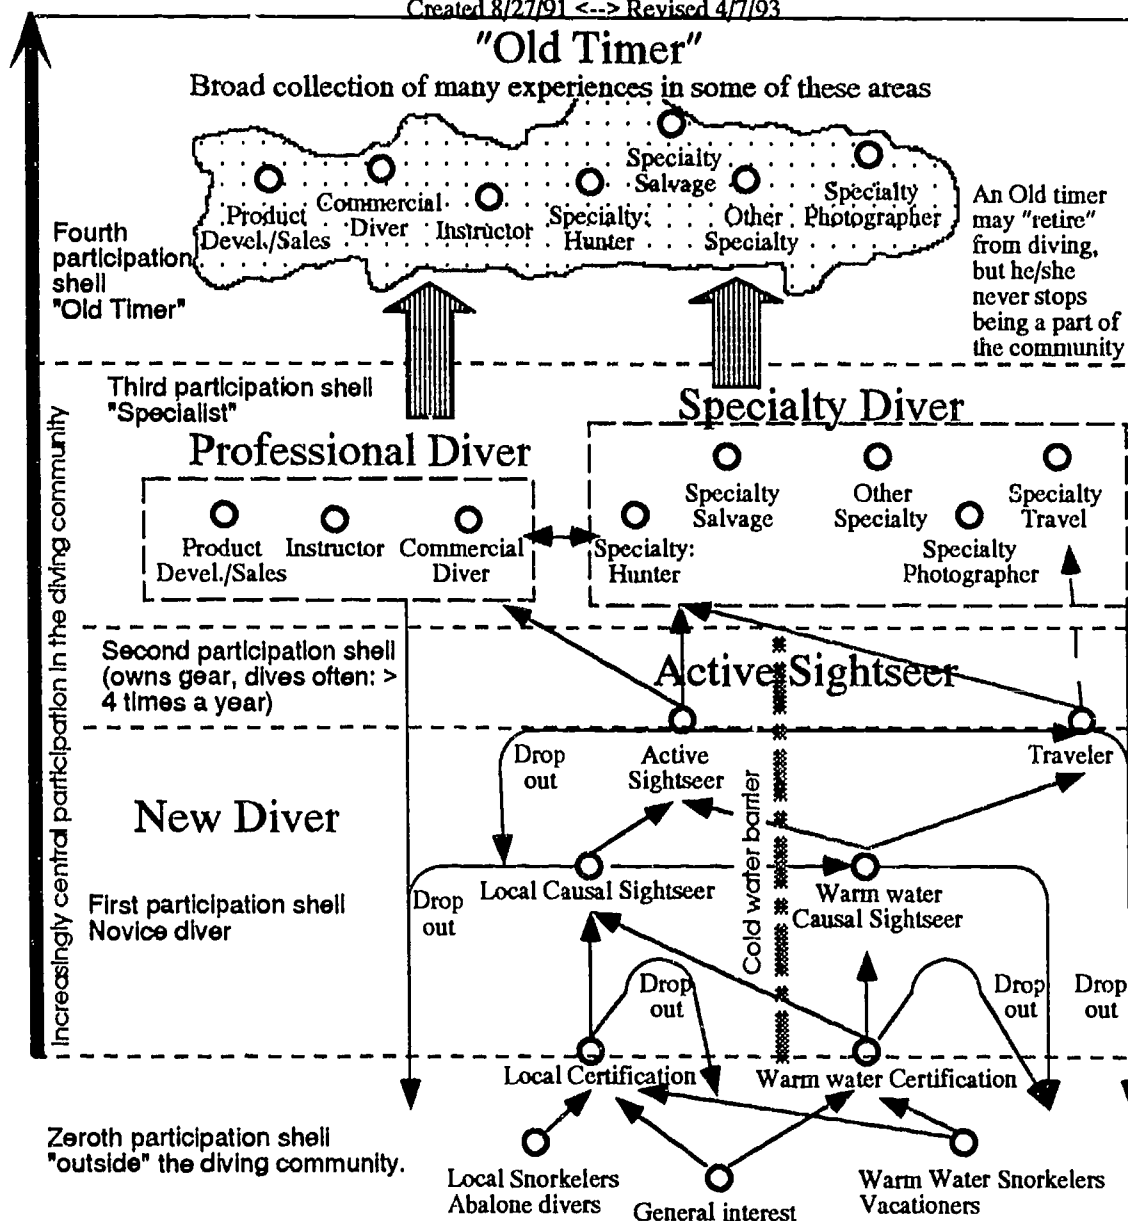 Created 8/27/91 <--> Revised 4/7/93
"Old Timer"
Broad collection of many experiences in some of these areas
Product
Devel./Sales
Commercial
Diver
Instructor
Specialty:
Hunter
Specialty
Salvage
Other
Specialty
Specialty
Photographer
Fourth
participation
shell
"Old Timer"
An Old timer
may "retire"
from diving,
but he/she
never stops
being a part of
the community
Third participation shell
"Specialist"
Professional Diver
Specialty Diver
Product
Devel./Sales
Instructor
Commercial
Diver
Specialty:
Hunter
Specialty
Salvage
Other
Specialty
Specialty
Photographer
Specialty
Travel
Increasingly central participation in the diving community
Second participation shell
(owns gear, dives often: >
4 times a year)
Active Sightseer
Drop
out
Active
Sightseer
Traveler
New Diver
Cold water barrier
First participation shell
Novice diver
Drop
out
Local Causal Sightseer
Warm water
Causal Sightseer
Drop
out
Drop
out
Drop
out
Local Certification
Warm water Certification
Zeroth participation shell
"outside" the diving community.
Local Snorkelers
Abalone divers
General interest
Warm Water Snorkelers
Vacationers